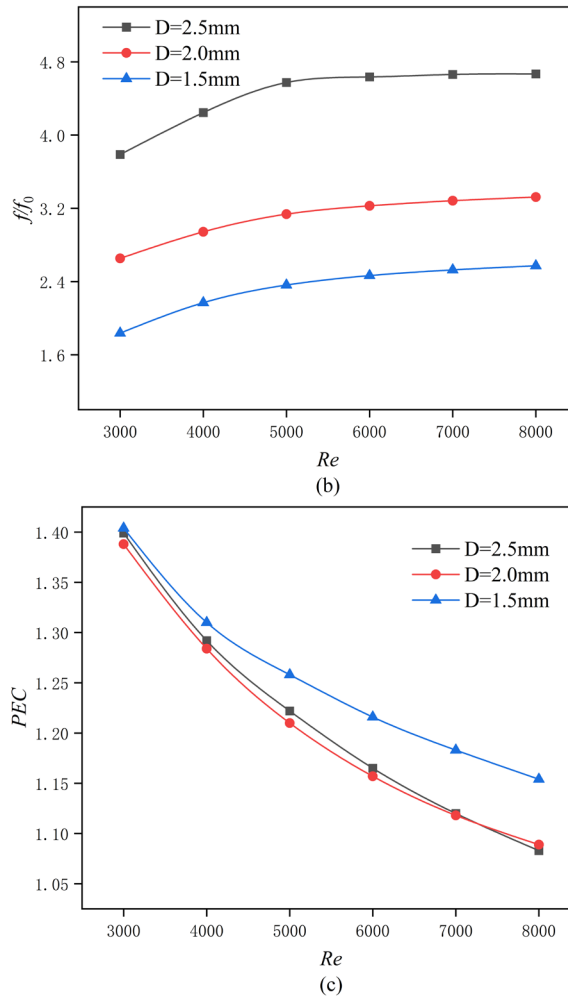 D=2.5mm
D=2.0mm
D=1.5mm
4.8
4.0
3.2
2.4
1.6
f/f0
3000 4000 5000 6000 7000 8000
Re
(b)
1.40
1.35
1.30
1.25
1.20
1.15
1.10
1.05
PEC
D=2.5mm
D=2.0mm
D=1.5mm
3000 4000 5000 6000 7000 8000
Re
(c)